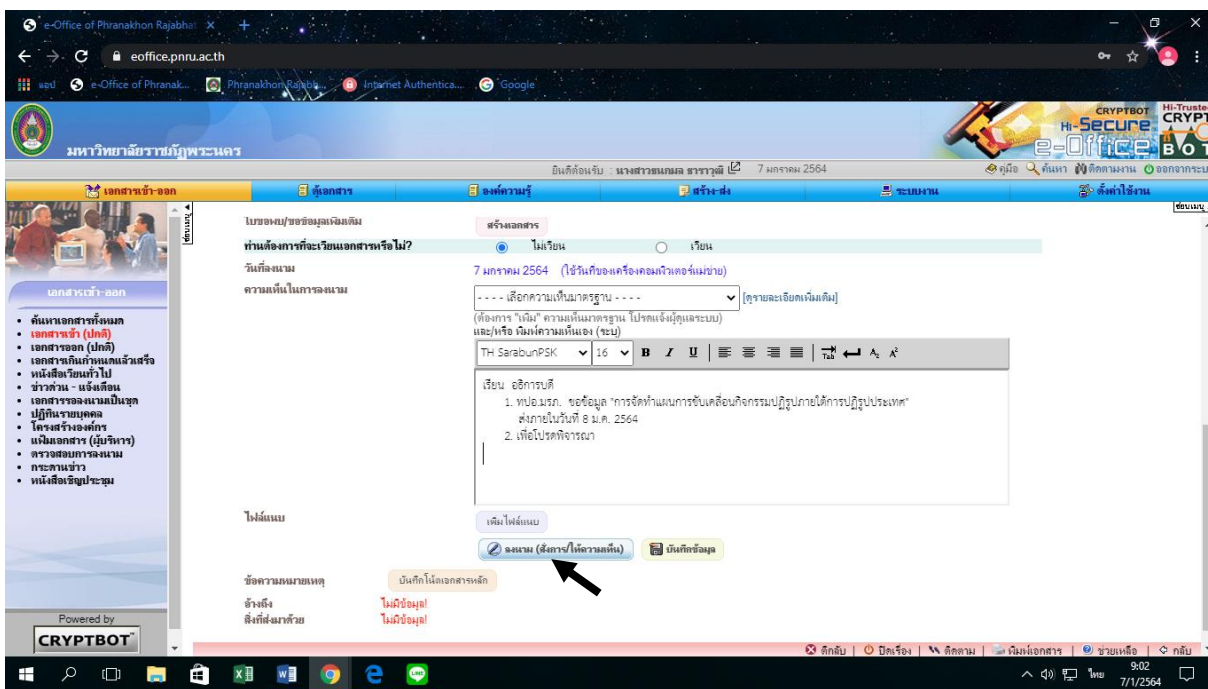 e-Office of Phranakhon Rajabhat
eoffice.pnru.ac.th
แอป e-Office of Phranak... Phranakhon Rajabh... Internet Authentica.... Google
มหาวิทยาลัยราชภัฏพระนคร
CRYPTBOT
Hi-Secure
e-Office
Hi-Truste
CRYPT
BOT
ยินดีต้อนรับ : นางสาวชนกมล ธาราวุฒิ 7 มกราคม 2564 คู่มือ ค้นหา ติดตามงาน ออกจากระบ
เอกสารเข้า-ออก ตู้เอกสาร องค์ความรู้ สร้าง-ส่ง ระบบงาน ตั้งค่าใช้งาน
ซ่อนเมนู
ซ่อน
เอกสารเข้า-ออก
ค้นหาเอกสารทั้งหมด
เอกสารเข้า (ปกติ)
เอกสารออก (ปกติ)
เอกสารเกินกำหนดแล้วเสร็จ
หนังสือเวียนทั่วไป
ข่าวด่วน - แจ้งเตือน
เอกสารรอลงนามเป็นชุด
ปฏิทินรายบุคคล
โครงสร้างองค์กร
แฟ้มเอกสาร (ผู้บริหาร)
ตรวจสอบการลงนาม
กระดานข่าว
หนังสือเชิญประชุม
Powered by
CRYPTBOT
ใบขอพบ/ขอข้อมูลเพิ่มเติม สร้างเอกสาร
ท่านต้องการที่จะเวียนเอกสารหรือไม่? ไม่เวียน เวียน
วันที่ลงนาม 7 มกราคม 2564 (ใช้วันที่ของเครื่องคอมพิวเตอร์แม่ข่าย)
ความเห็นในการลงนาม - - - - เลือกความเห็นมาตรฐาน - - - - [ดูรายละเอียดเพิ่มเติม]
(ต้องการ "เพิ่ม" ความเห็นมาตรฐาน โปรดแจ้งผู้ดูแลระบบ)
และ/หรือ พิมพ์ความเห็นเอง (ระบุ)
TH SarabunPSK 16 B I U Tab A₂ A²
เรียน อธิการบดี
1. ทปอ.มรภ. ขอข้อมูล "การจัดทำแผนการขับเคลื่อนกิจกรรมปฏิรูปภายใต้การปฏิรูปประเทศ"
ส่งภายในวันที่ 8 ม.ค. 2564
2. เพื่อโปรดพิจารณา
ไฟล์แนบ เพิ่มไฟล์แนบ
ลงนาม (สั่งการ/ให้ความเห็น) บันทึกข้อมูล
ข้อความหมายเหตุ บันทึกโน้ตเอกสารหลัก
อ้างถึง ไม่มีข้อมูล!
สิ่งที่ส่งมาด้วย ไม่มีข้อมูล!
ตีกลับ | ปิดเรื่อง | ติดตาม | พิมพ์เอกสาร | ช่วยเหลือ | กลับ
ไทย 9:02
7/1/2564